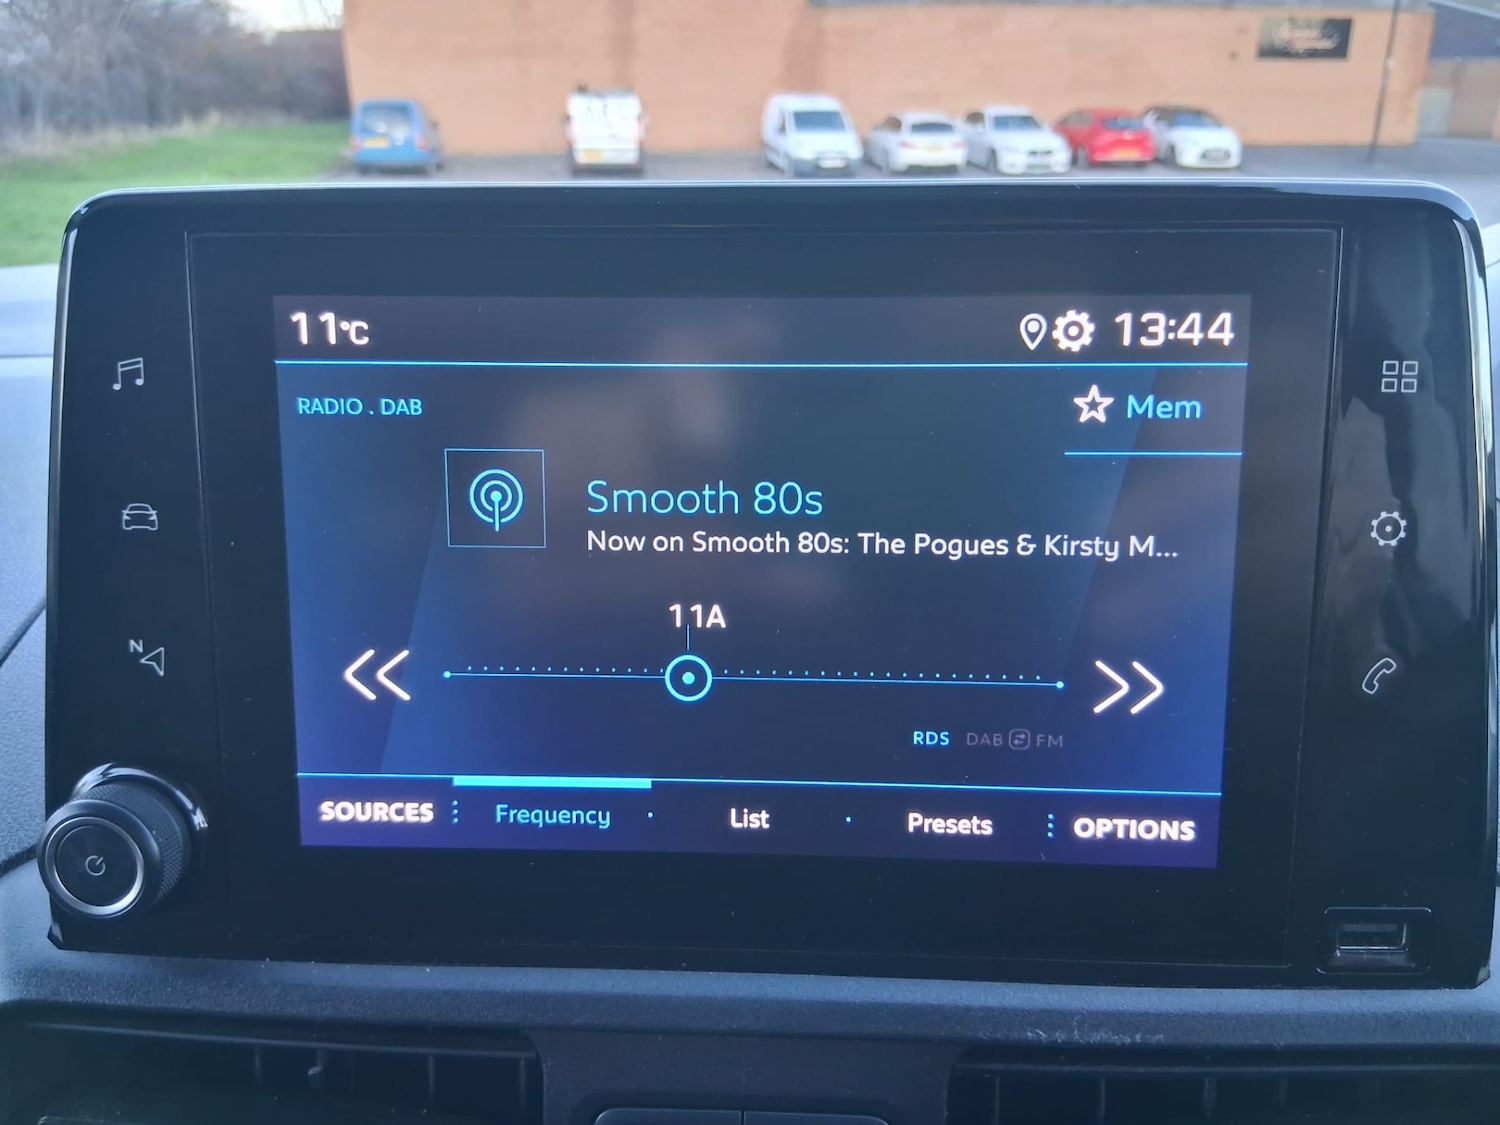 11°C
13:44
RADIO . DAB
Mem
Smooth 80s
Now on Smooth 80s: The Pogues & Kirsty M...
11A
N
RDS DAB FM
SOURCES Frequency List Presets OPTIONS